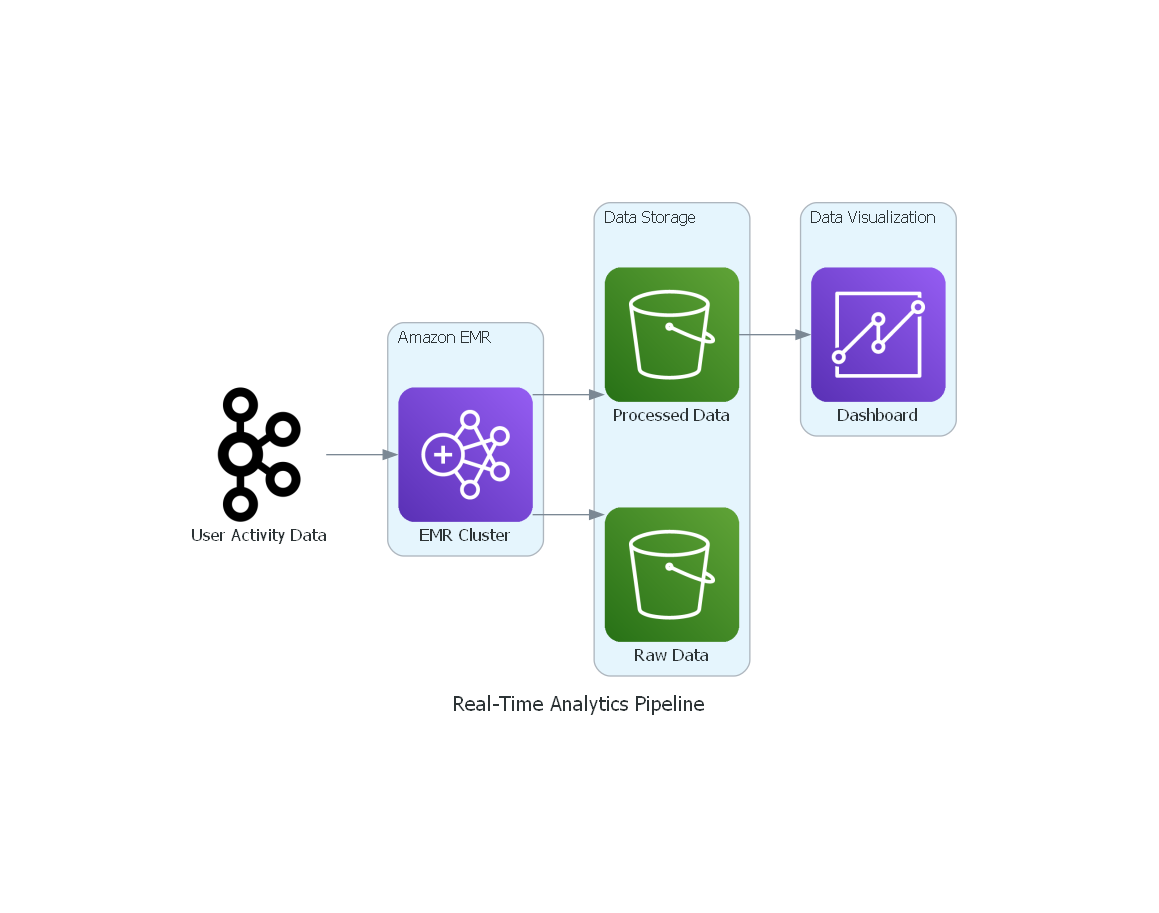 User Activity Data
Amazon EMR
EMR Cluster
Data Storage
Processed Data
Raw Data
Data Visualization
Dashboard
Real-Time Analytics Pipeline